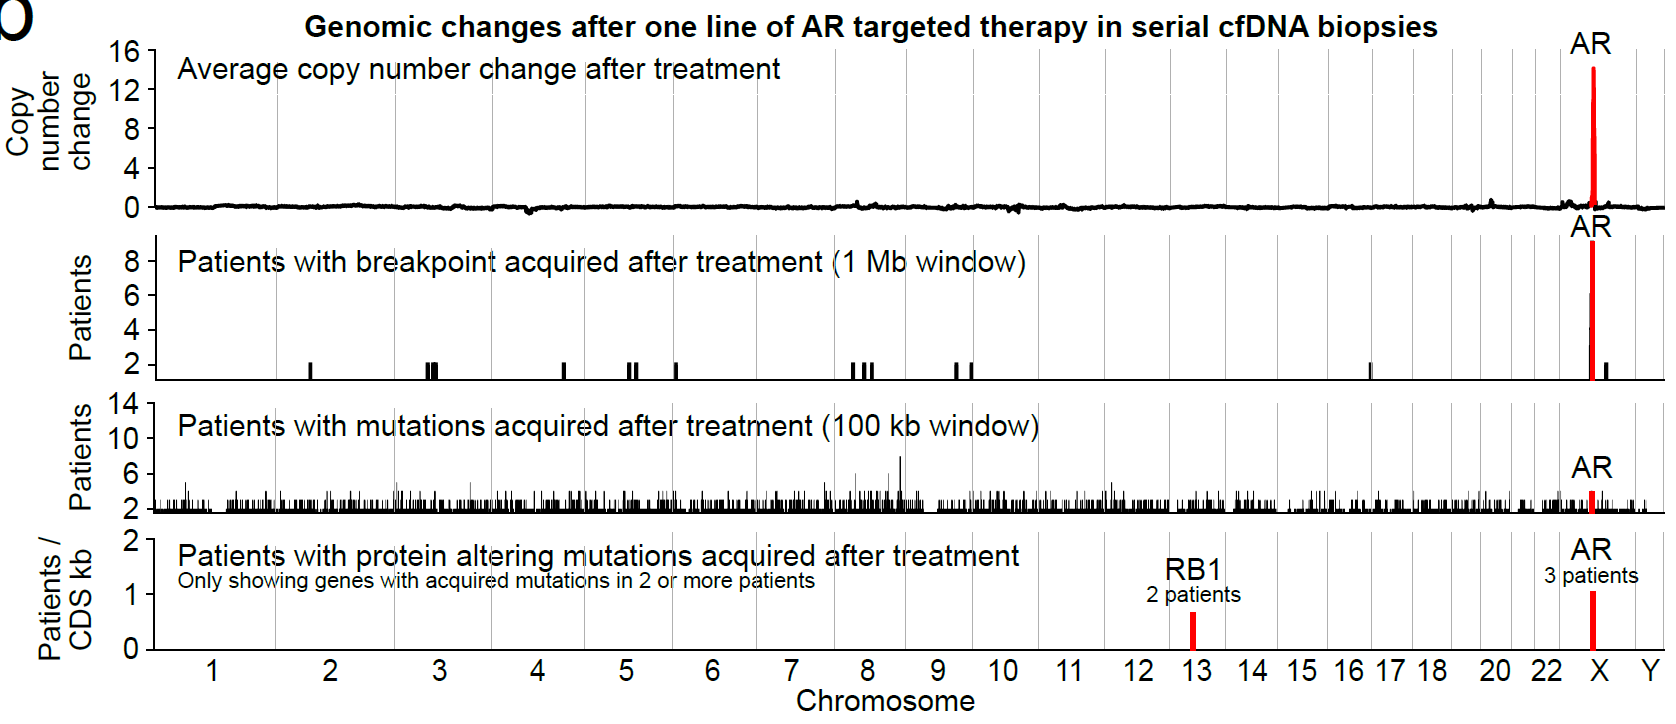 b
Genomic changes after one line of AR targeted therapy in serial cfDNA biopsies
Copy
number
change
16
12
8
4
0
Average copy number change after treatment
AR
Patients
8
6
4
2
Patients with breakpoint acquired after treatment (1 Mb window)
AR
Patients
14
10
6
2
Patients with mutations acquired after treatment (100 kb window)
AR
Patients /
CDS kb
2
1
0
Patients with protein altering mutations acquired after treatment
Only showing genes with acquired mutations in 2 or more patients
RB1
2 patients
AR
3 patients
1 2 3 4 5 6 7 8 9 10 11 12 13 14 15 16 17 18 20 22 X Y
Chromosome